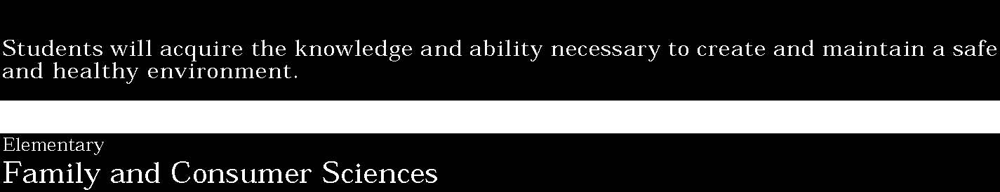 Students will acquire the knowledge and ability necessary to create and maintain a safe
and healthy environment.
Elementary
Family and Consumer Sciences